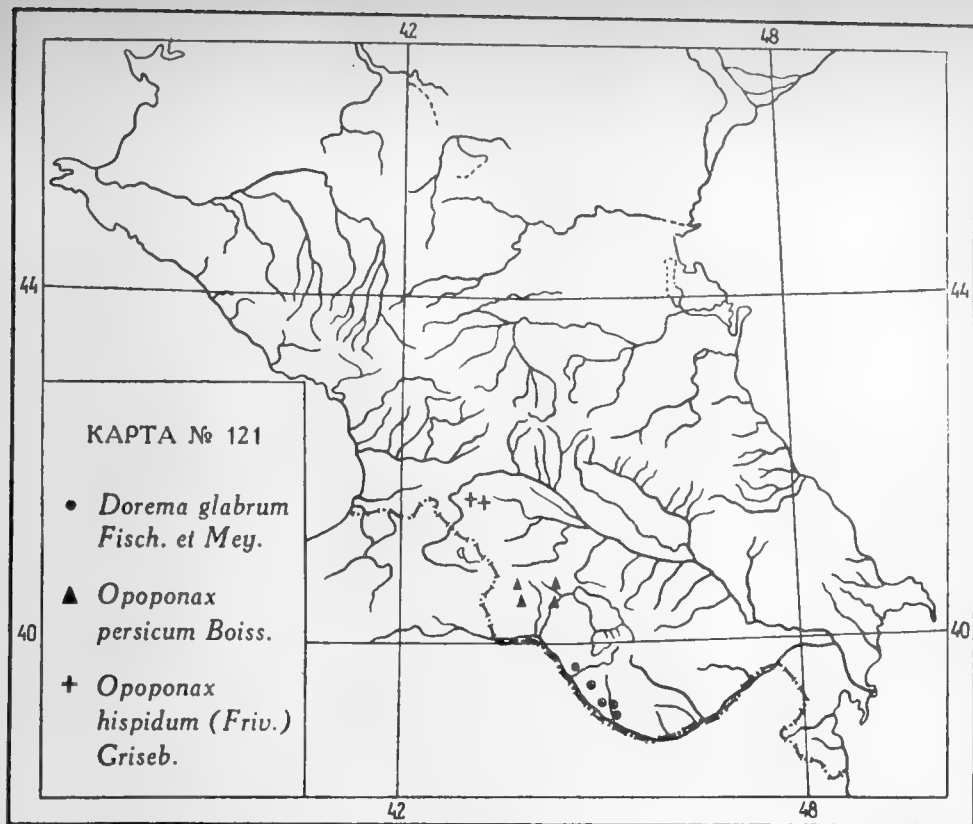 42 48
44 44
КАРТА № 121
Dorema glabrum
Fisch. et Mey.
Opoponax
persicum Boiss.
40 40
Opoponax
hispidum (Friv.)
Griseb.
42 48